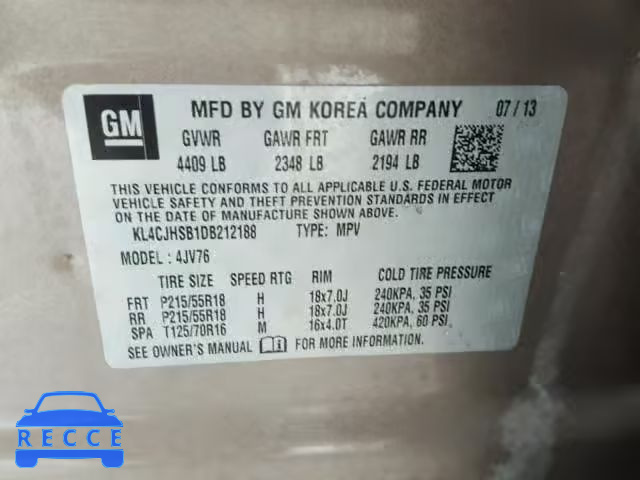 GM
MFD BY GM KOREA COMPANY 07/13
GVWR GAWR FRT GAWR RR
4409 LB 2348 LB 2194 LB
THIS VEHICLE CONFORMS TO ALL APPLICABLE U.S. FEDERAL MOTOR
VEHICLE SAFETY AND THEFT PREVENTION STANDARDS IN EFFECT
ON THE DATE OF MANUFACTURE SHOWN ABOVE.
KL4CJHSB1DB212188 TYPE: MPV
MODEL: 4JV76
TIRE SIZE SPEED RTG RIM COLD TIRE PRESSURE
FRT P215/55R18 H 18x7.0J 240KPA, 35 PSI
RR P215/55R18 H 18x7.0J 240KPA, 35 PSI
SPA T125/70R16 M 16x4.0T 420KPA, 60 PSI
SEE OWNER'S MANUAL FOR MORE INFORMATION.
RECCE